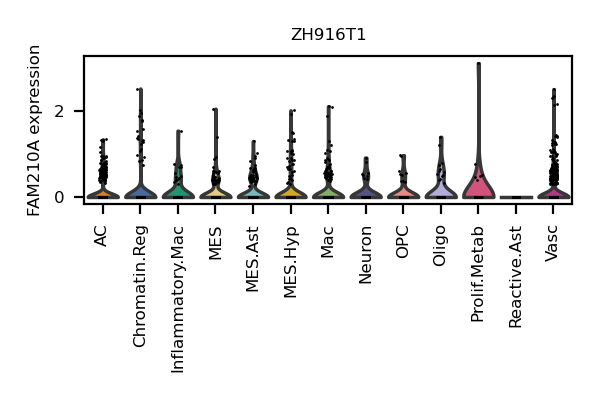 ZH916T1
FAM210A expression
2
0
AC
Chromatin.Reg
Inflammatory.Mac
MES
MES.Ast
MES.Hyp
Mac
Neuron
OPC
Oligo
Prolif.Metab
Reactive.Ast
Vasc